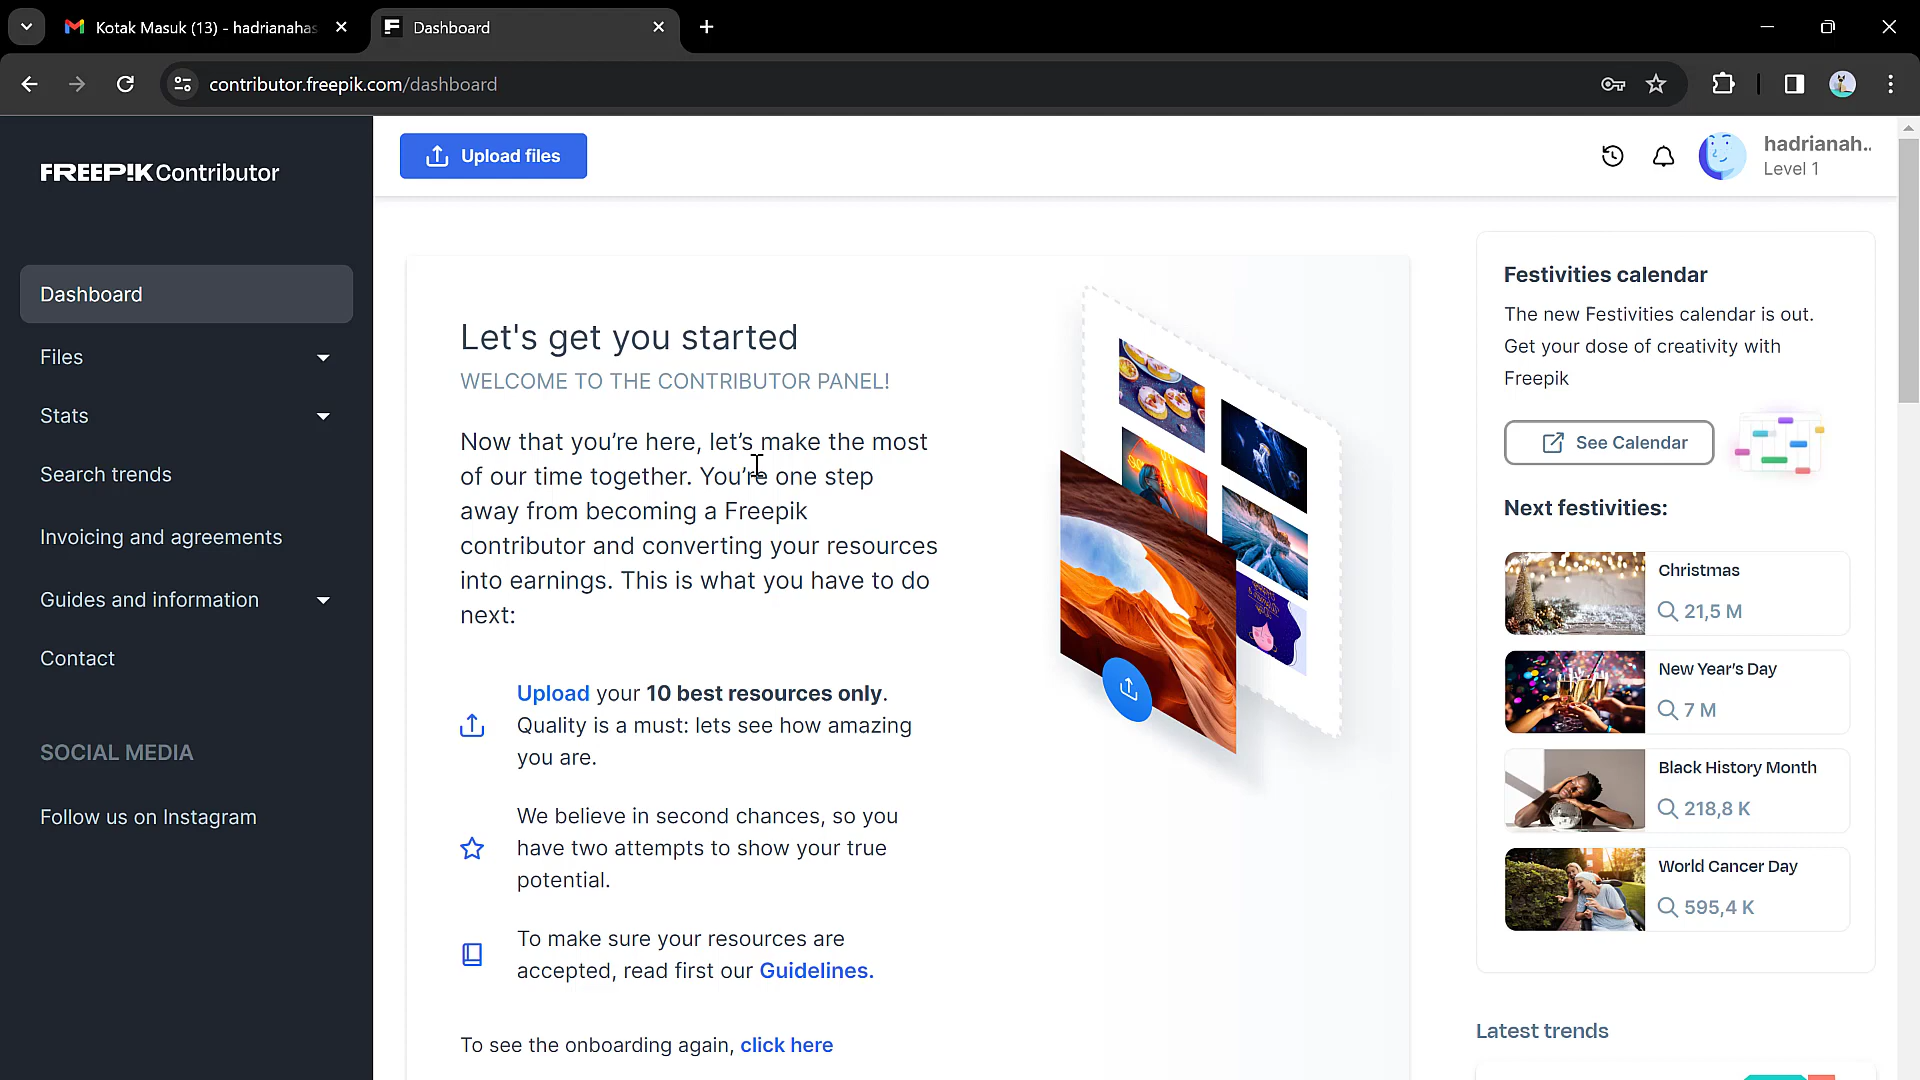 Kotak Masuk (13) - hadrianahas
Dashboard
contributor.freepik.com/dashboard
FREEP!K Contributor
Dashboard
Files
Stats
Search trends
Invoicing and agreements
Guides and information
Contact
SOCIAL MEDIA
Follow us on Instagram
Upload files
hadrianah..
Level 1
Let's get you started
WELCOME TO THE CONTRIBUTOR PANEL!
Now that you’re here, let’s make the most
of our time together. You’re one step
away from becoming a Freepik
contributor and converting your resources
into earnings. This is what you have to do
next:
Upload your 10 best resources only.
Quality is a must: lets see how amazing
you are.
We believe in second chances, so you
have two attempts to show your true
potential.
To make sure your resources are
accepted, read first our Guidelines.
To see the onboarding again, click here
Festivities calendar
The new Festivities calendar is out.
Get your dose of creativity with
Freepik
See Calendar
Next festivities:
Christmas
21,5 M
New Year’s Day
7 M
Black History Month
218,8 K
World Cancer Day
595,4 K
Latest trends